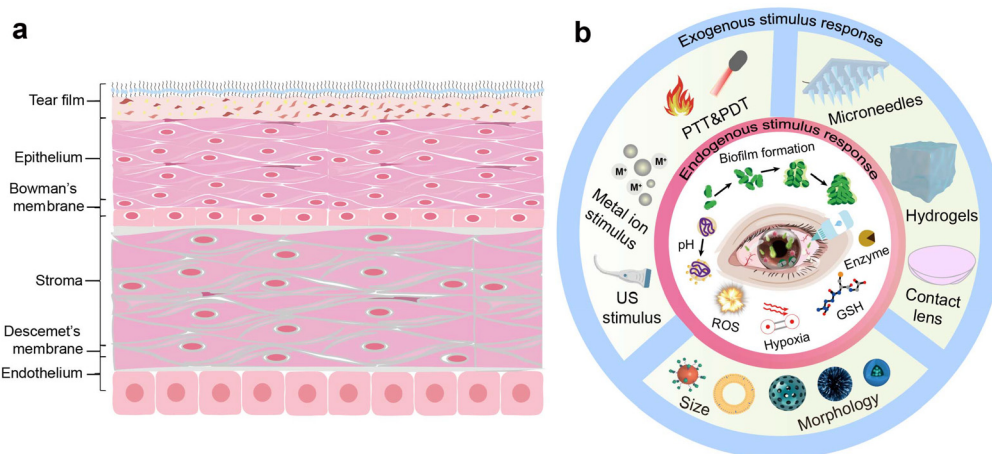 a
Tear film
Epithelium
Bowman's
membrane
Stroma
Descemet's
membrane
Endothelium
b
Exogenous stimulus response
PTT&PDT
Microneedles
Metal ion
stimulus
M⁺
M⁺
M⁺
Hydrogels
US
stimulus
Contact
lens
Size
Morphology
Endogenous stimulus response
Biofilm formation
pH
Enzyme
ROS
GSH
Hypoxia